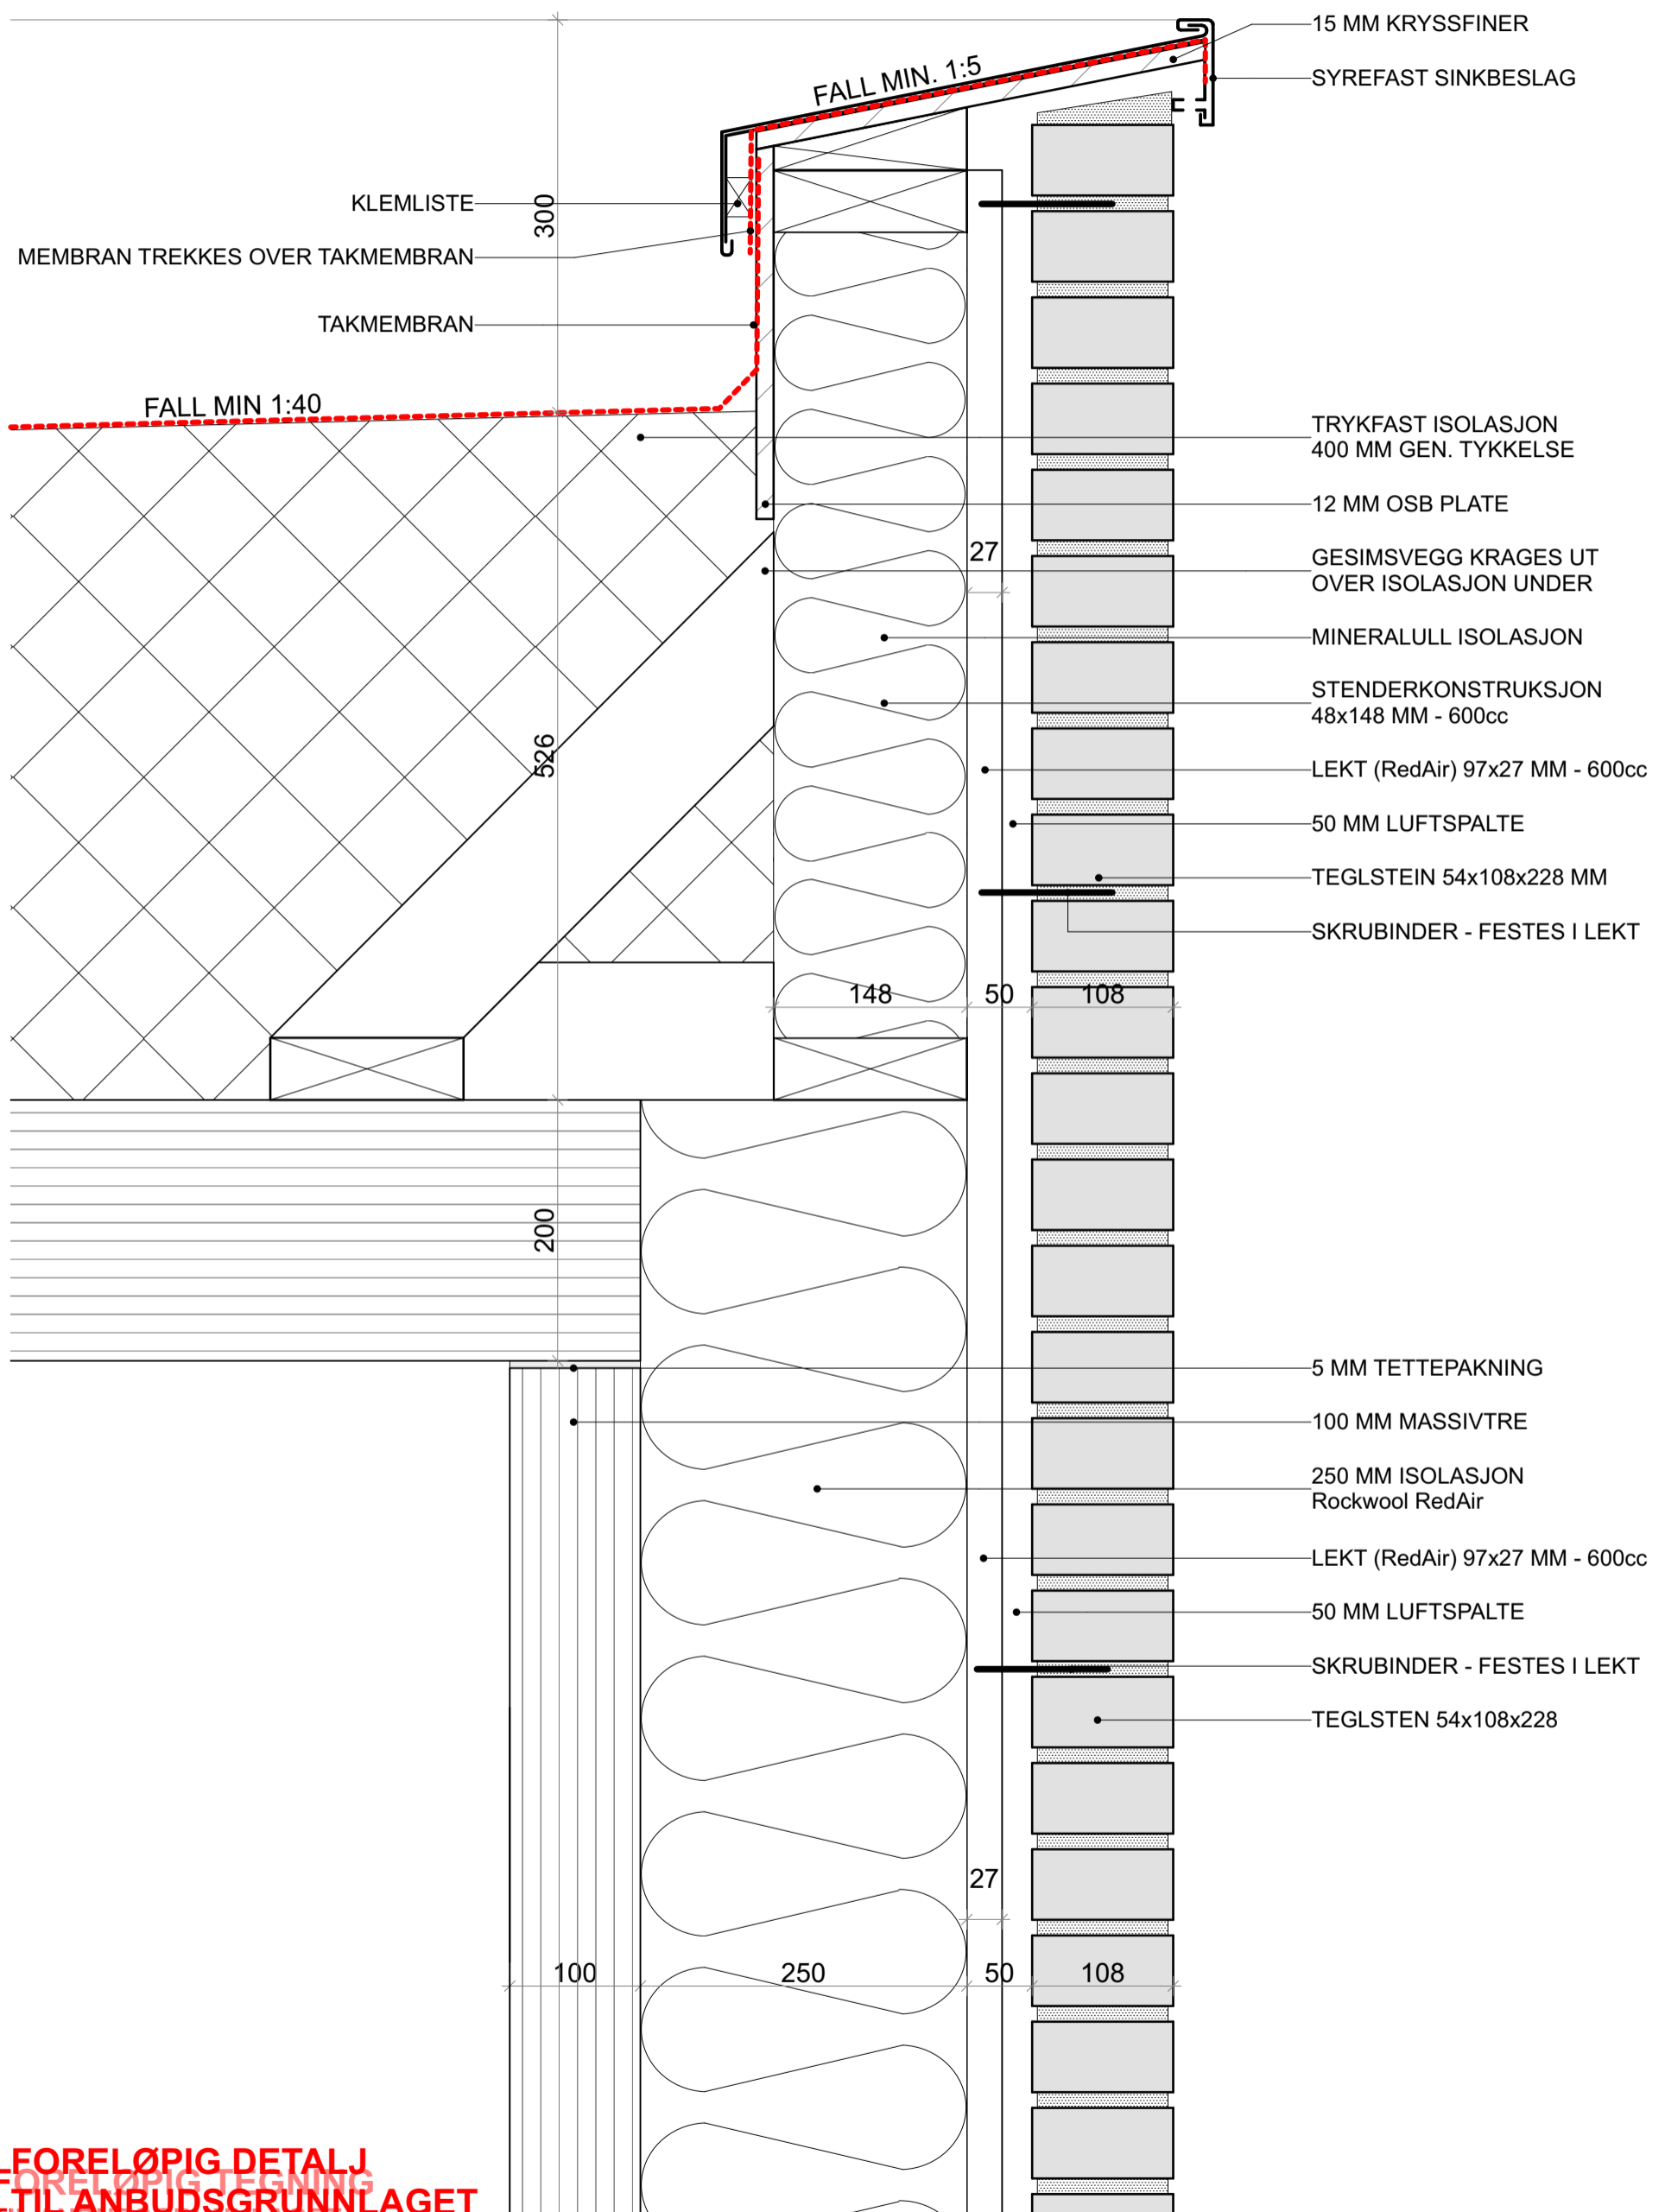 15 MM KRYSSFINER
FALL MIN. 1:5
SYREFAST SINKBESLAG
KLEMLISTE
300
MEMBRAN TREKKES OVER TAKMEMBRAN
TAKMEMBRAN
FALL MIN 1:40
TRYKFAST ISOLASJON
400 MM GEN. TYKKELSE
12 MM OSB PLATE
27
GESIMSVEGG KRAGES UT
OVER ISOLASJON UNDER
MINERALULL ISOLASJON
STENDERKONSTRUKSJON
48x148 MM - 600cc
526
LEKT (RedAir) 97x27 MM - 600cc
50 MM LUFTSPALTE
TEGLSTEIN 54x108x228 MM
SKRUBINDER - FESTES I LEKT
148 50 108
200
5 MM TETTEPAKNING
100 MM MASSIVTRE
250 MM ISOLASJON
Rockwool RedAir
LEKT (RedAir) 97x27 MM - 600cc
50 MM LUFTSPALTE
SKRUBINDER - FESTES I LEKT
TEGLSTEN 54x108x228
27
100 250 50 108
FORELØPIG DETALJ
FORELØPIG TEGNING
TIL ANBUDSGRUNNLAGET